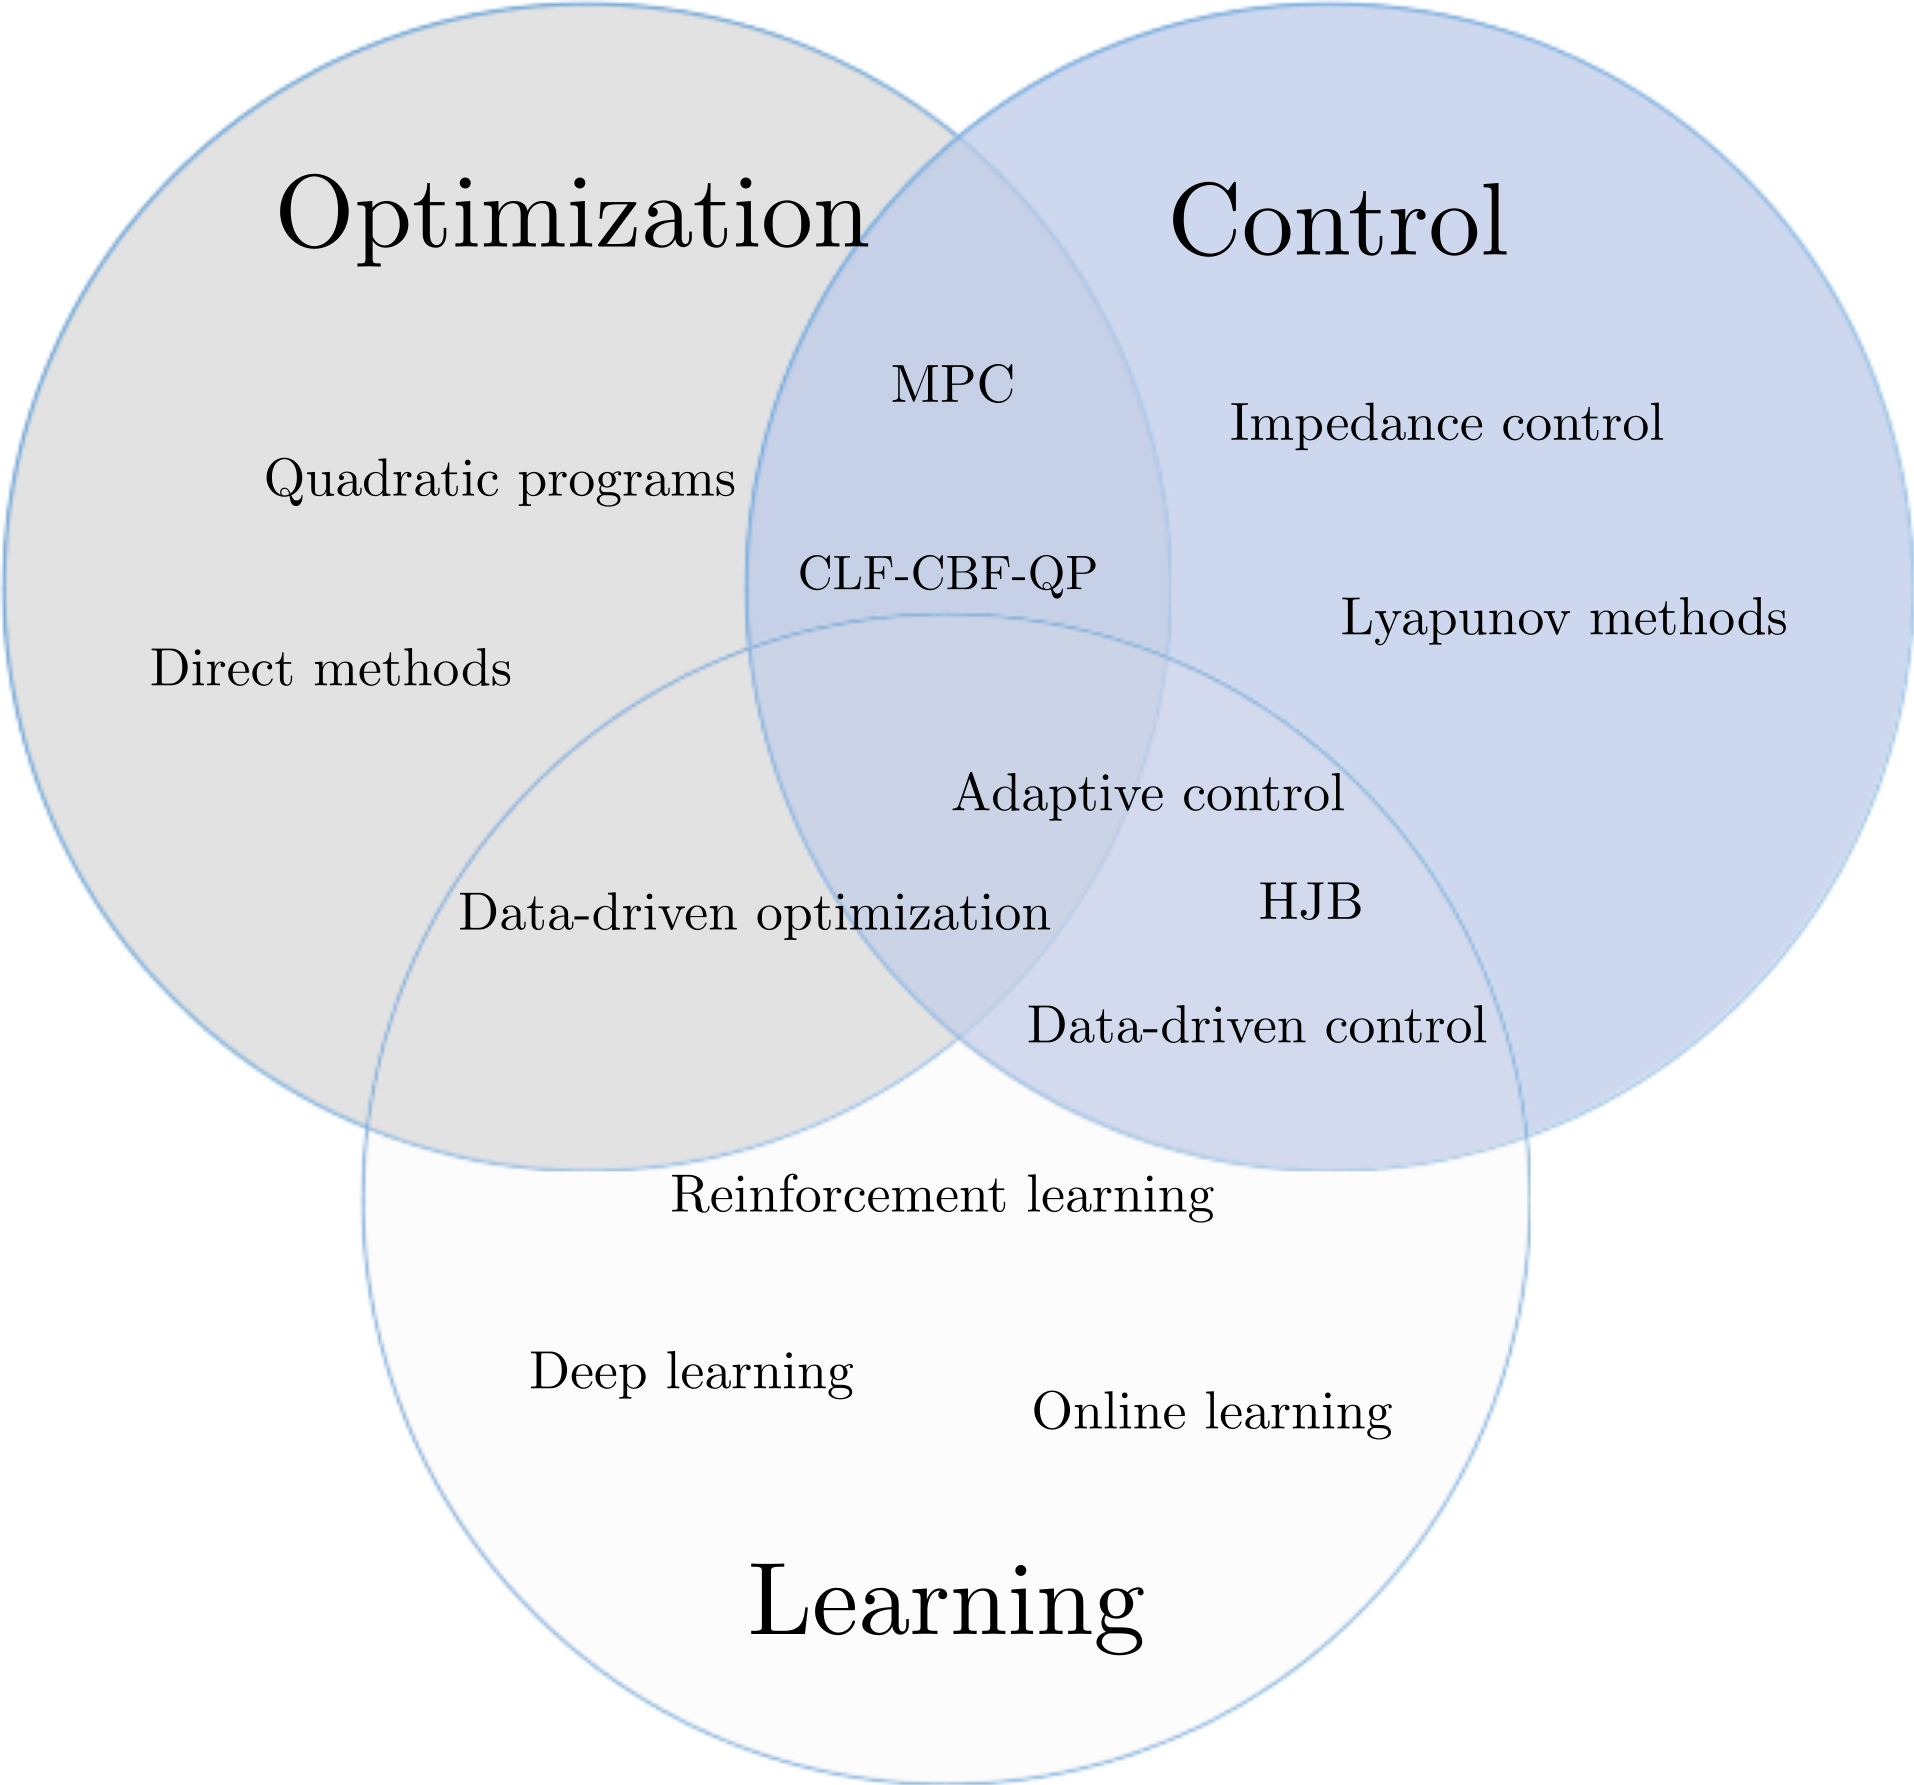 Optimization
Control
MPC
Impedance control
Quadratic programs
CLF-CBF-QP
Lyapunov methods
Direct methods
Adaptive control
HJB
Data-driven optimization
Data-driven control
Reinforcement learning
Deep learning
Online learning
Learning